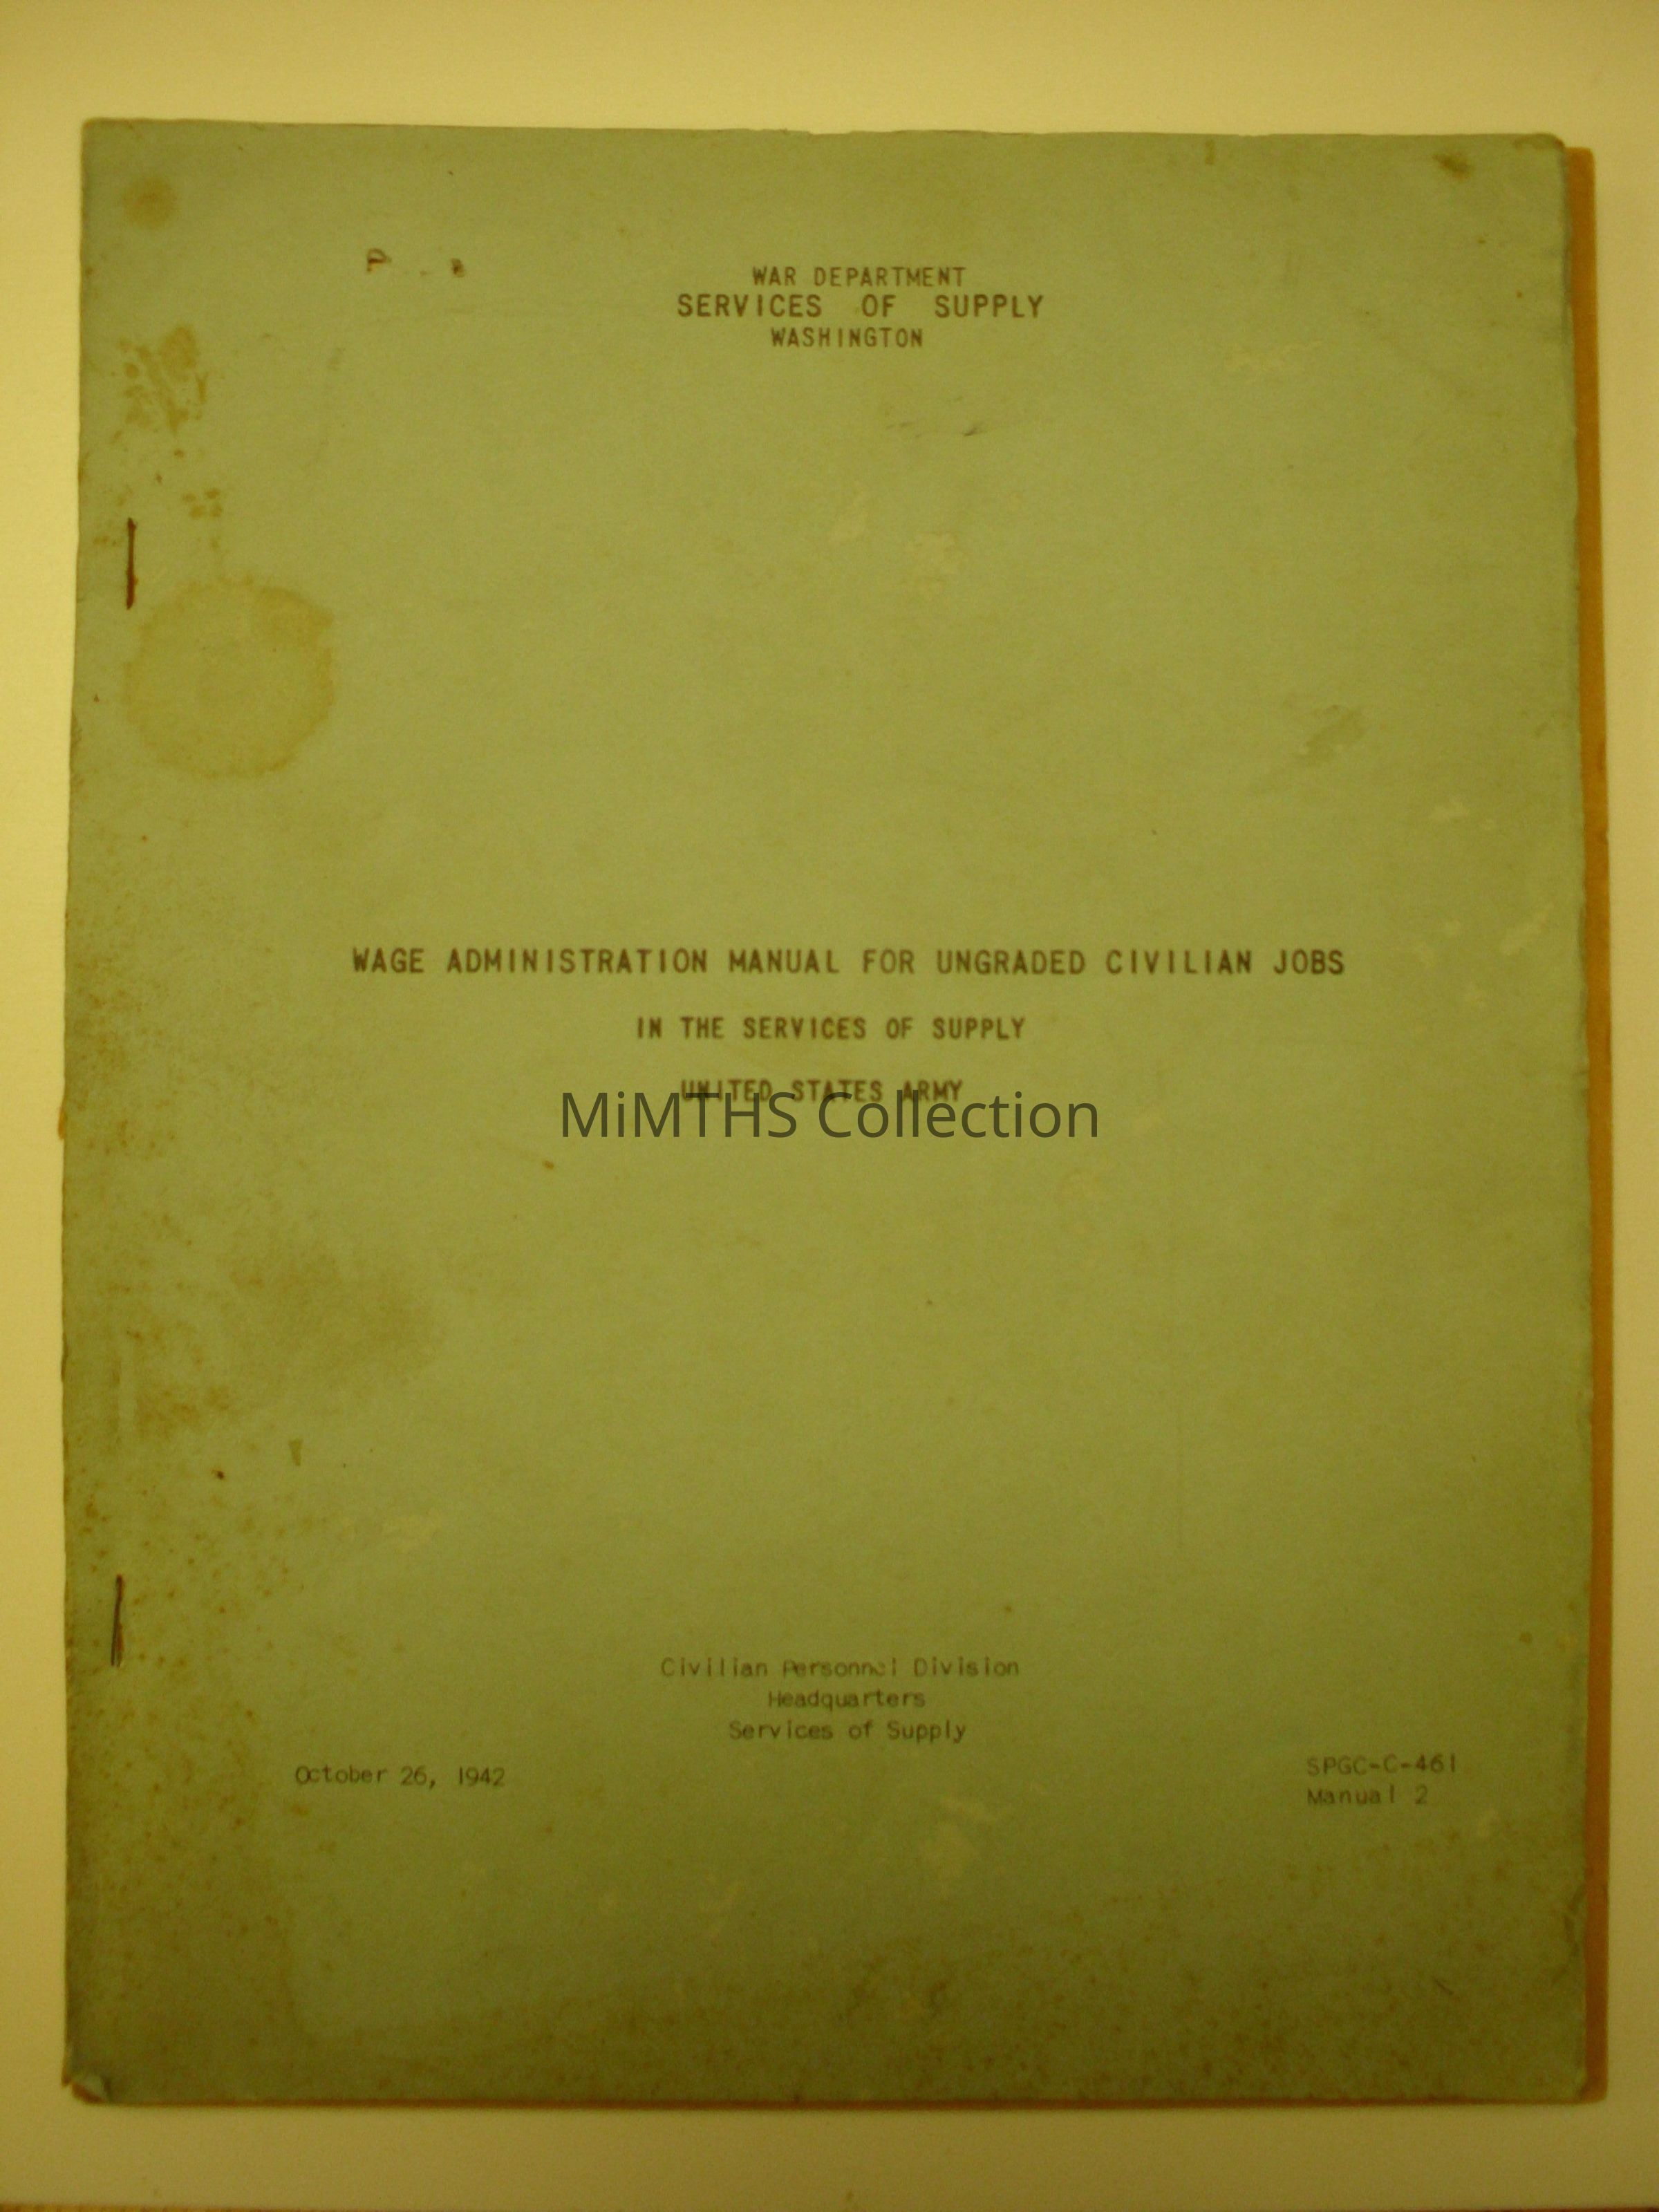 WAR DEPARTMENT
SERVICES OF SUPPLY
WASHINGTON
WAGE ADMINISTRATION MANUAL FOR UNGRADED CIVILIAN JOBS
IN THE SERVICES OF SUPPLY
UNITED STATES ARMY
MiMTHS Collection
Civilian Personnel Division
Headquarters
Services of Supply
October 26, 1942
SPGC-C-461
Manual 2